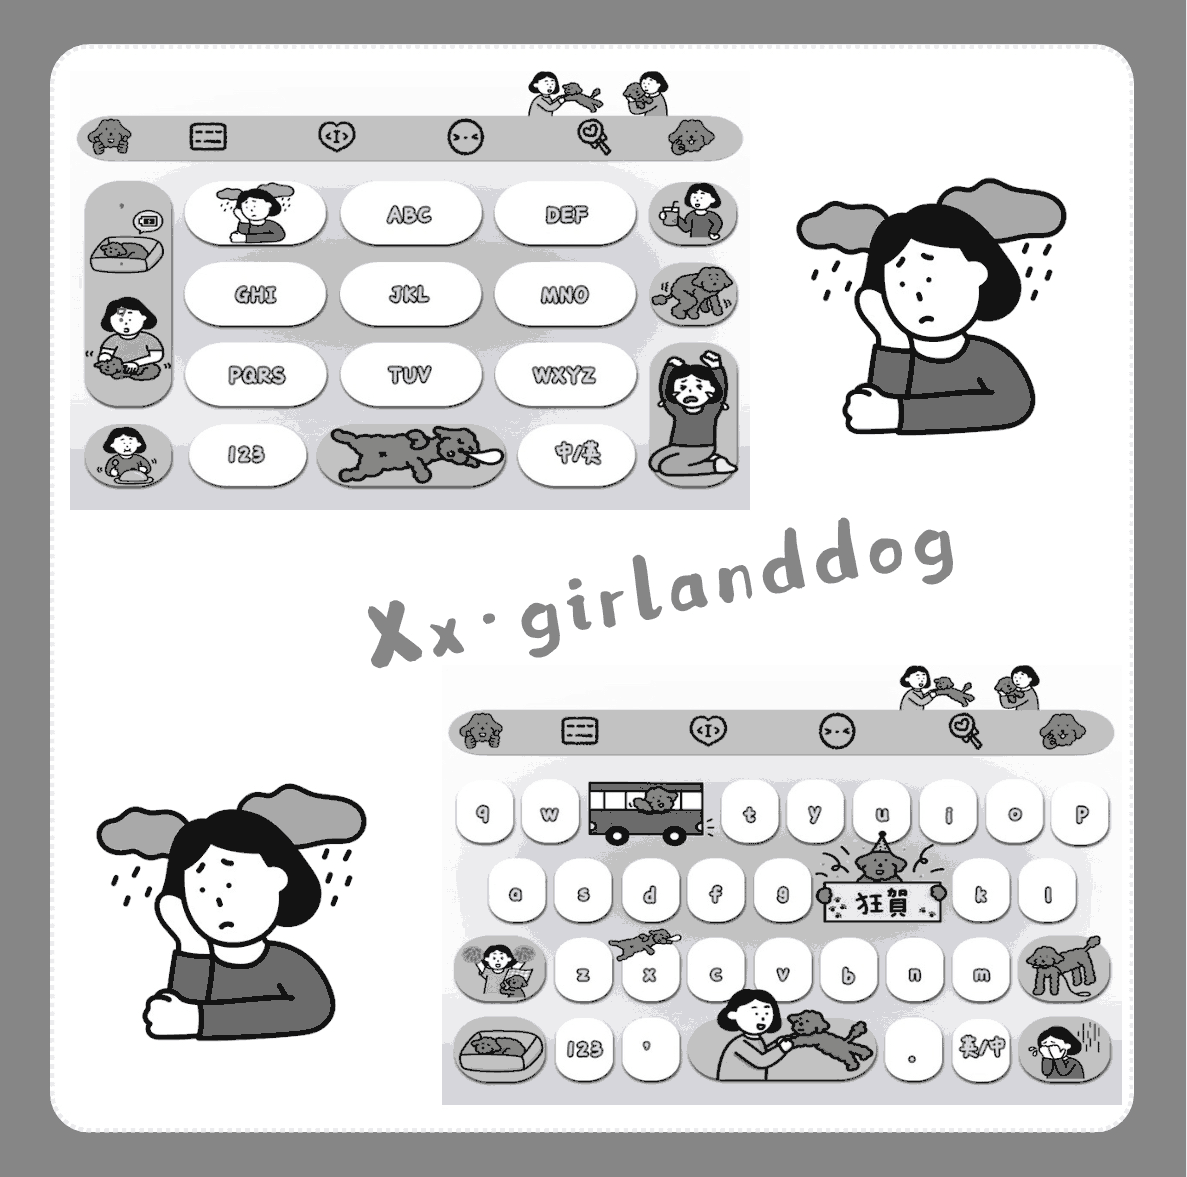 ABC DEF
GHI JKL MNO
PQRS TUV WXYZ
123 中/英
Xx·girlanddog
q w t y u i o p
a s d f g 狂賀 k l
z x c v b n m
123 , 。 英/中